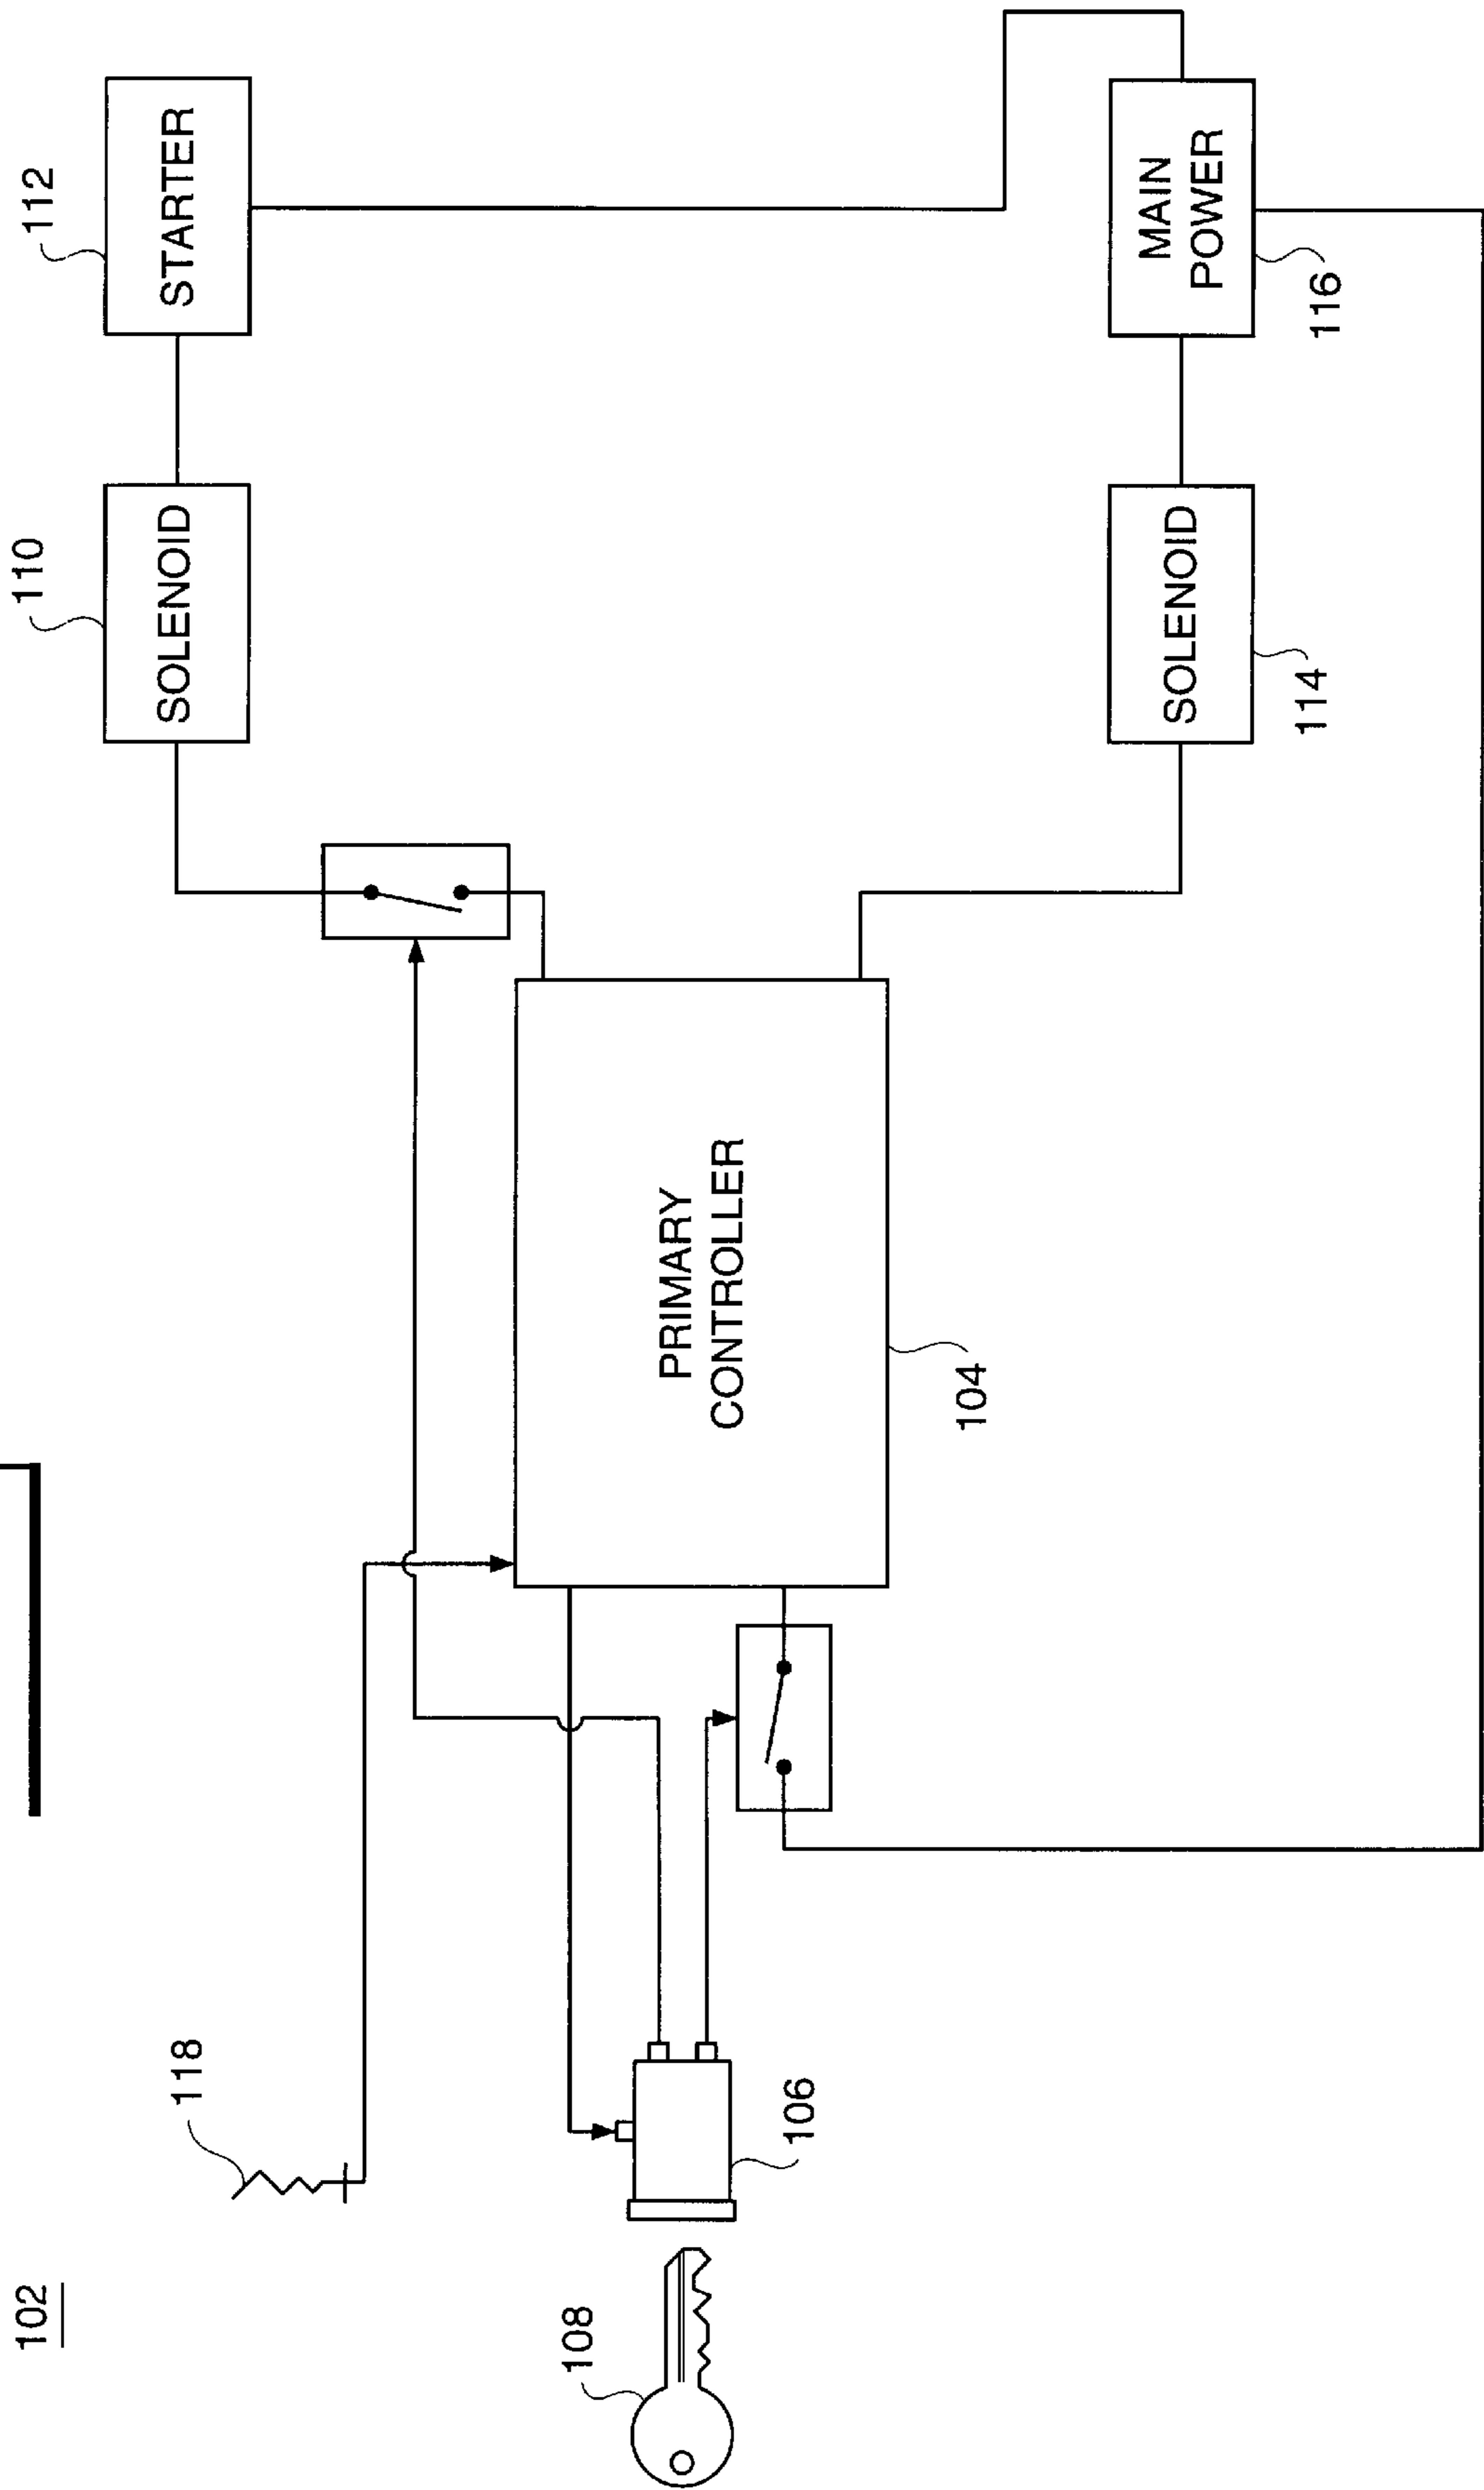 102
118
108
106
PRIMARY
CONTROLLER
104
110
SOLENOID
112
STARTER
SOLENOID
114
MAIN
POWER
116